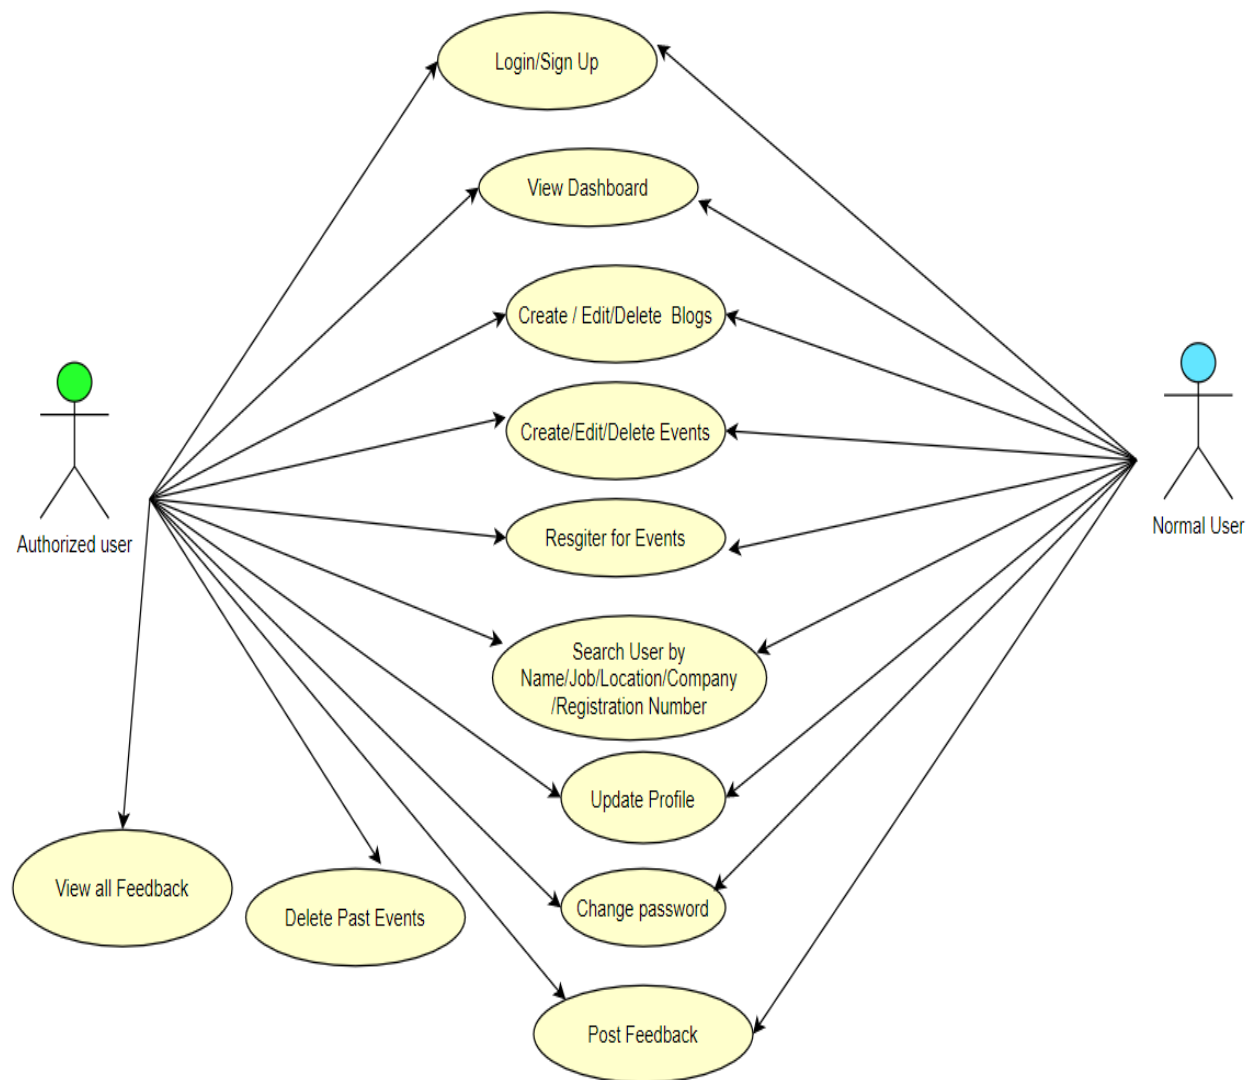 Login/Sign Up
View Dashboard
Create / Edit/Delete  Blogs
Create/Edit/Delete Events
Authorized user
Normal User
Resgiter for Events
Search User by
Name/Job/Location/Company
/Registration Number
Update Profile
View all Feedback
Delete Past Events
Change password
Post Feedback